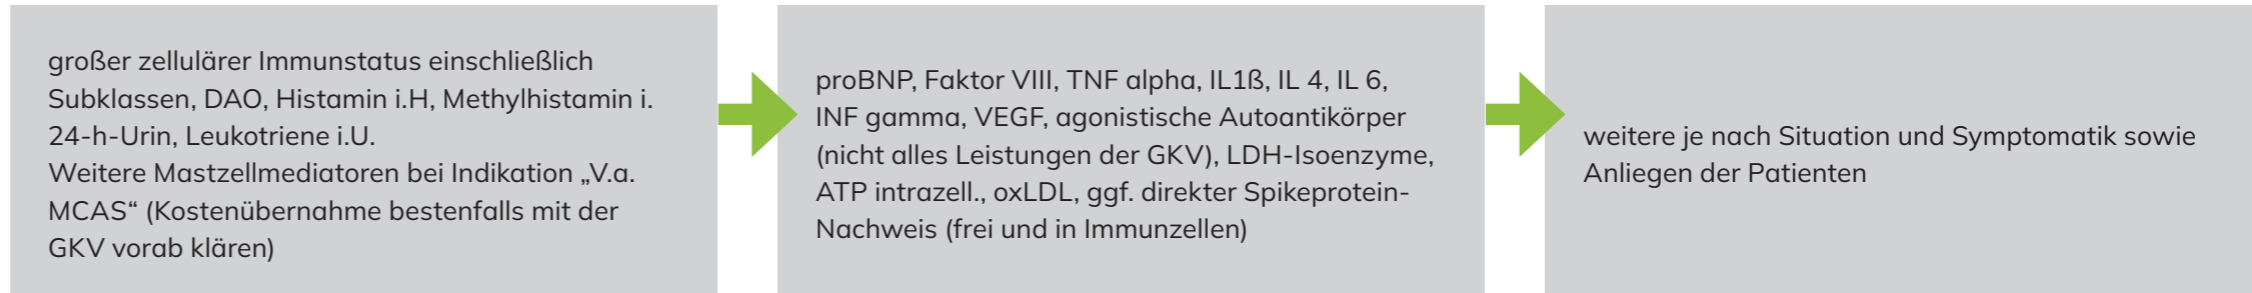 großer zellulärer Immunstatus einschließlich
Subklassen, DAO, Histamin i.H, Methylhistamin i.
24-h-Urin, Leukotriene i.U.
Weitere Mastzellmediatoren bei Indikation „V.a.
MCAS“ (Kostenübernahme bestenfalls mit der
GKV vorab klären)
proBNP, Faktor VIII, TNF alpha, IL1ß, IL 4, IL 6,
INF gamma, VEGF, agonistische Autoantikörper
(nicht alles Leistungen der GKV), LDH-Isoenzyme,
ATP intrazell., oxLDL, ggf. direkter Spikeprotein-
Nachweis (frei und in Immunzellen)
weitere je nach Situation und Symptomatik sowie
Anliegen der Patienten